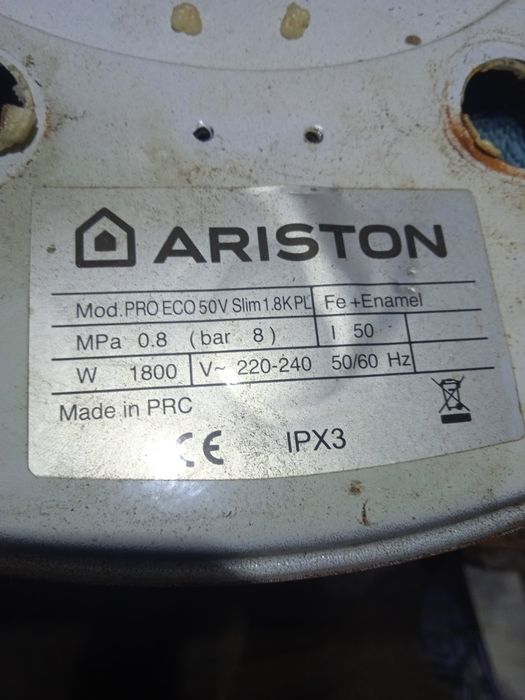 ARISTON
Mod. PRO ECO 50V Slim 1.8K PL Fe +Enamel
MPa 0.8 (bar 8) l 50
W 1800 V~ 220-240 50/60 Hz
Made in PRC
CE IPX3